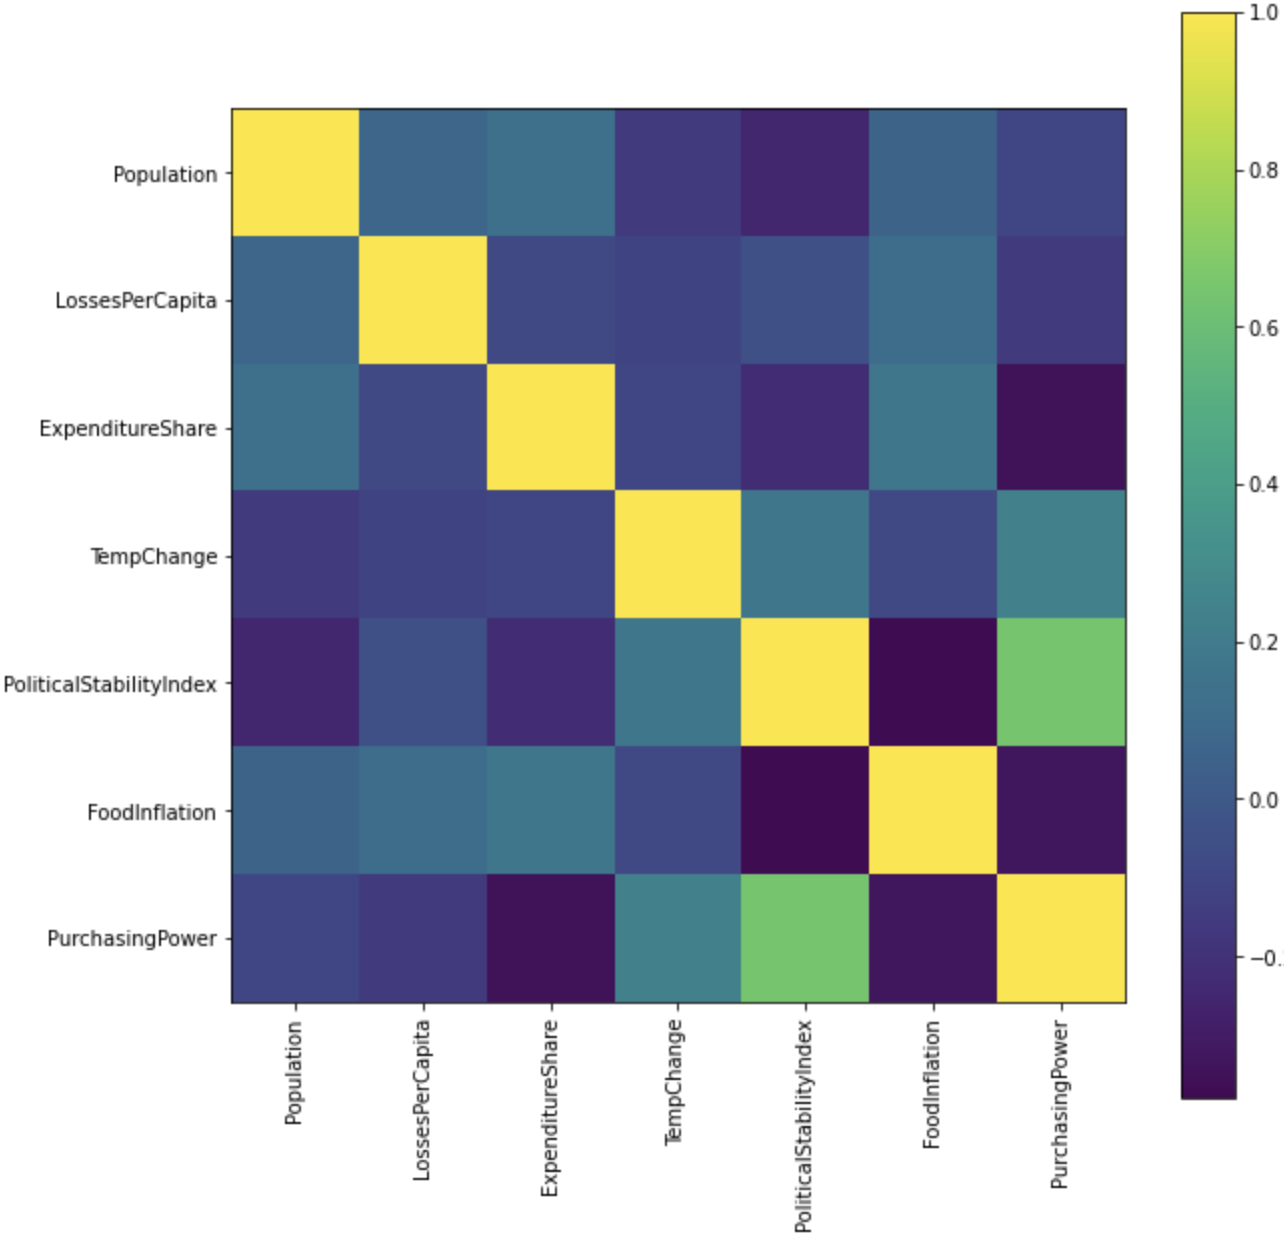 Population
LossesPerCapita
ExpenditureShare
TempChange
PoliticalStabilityIndex
FoodInflation
PurchasingPower
Population
LossesPerCapita
ExpenditureShare
TempChange
PoliticalStabilityIndex
FoodInflation
PurchasingPower
1.0
0.8
0.6
0.4
0.2
0.0
−0.